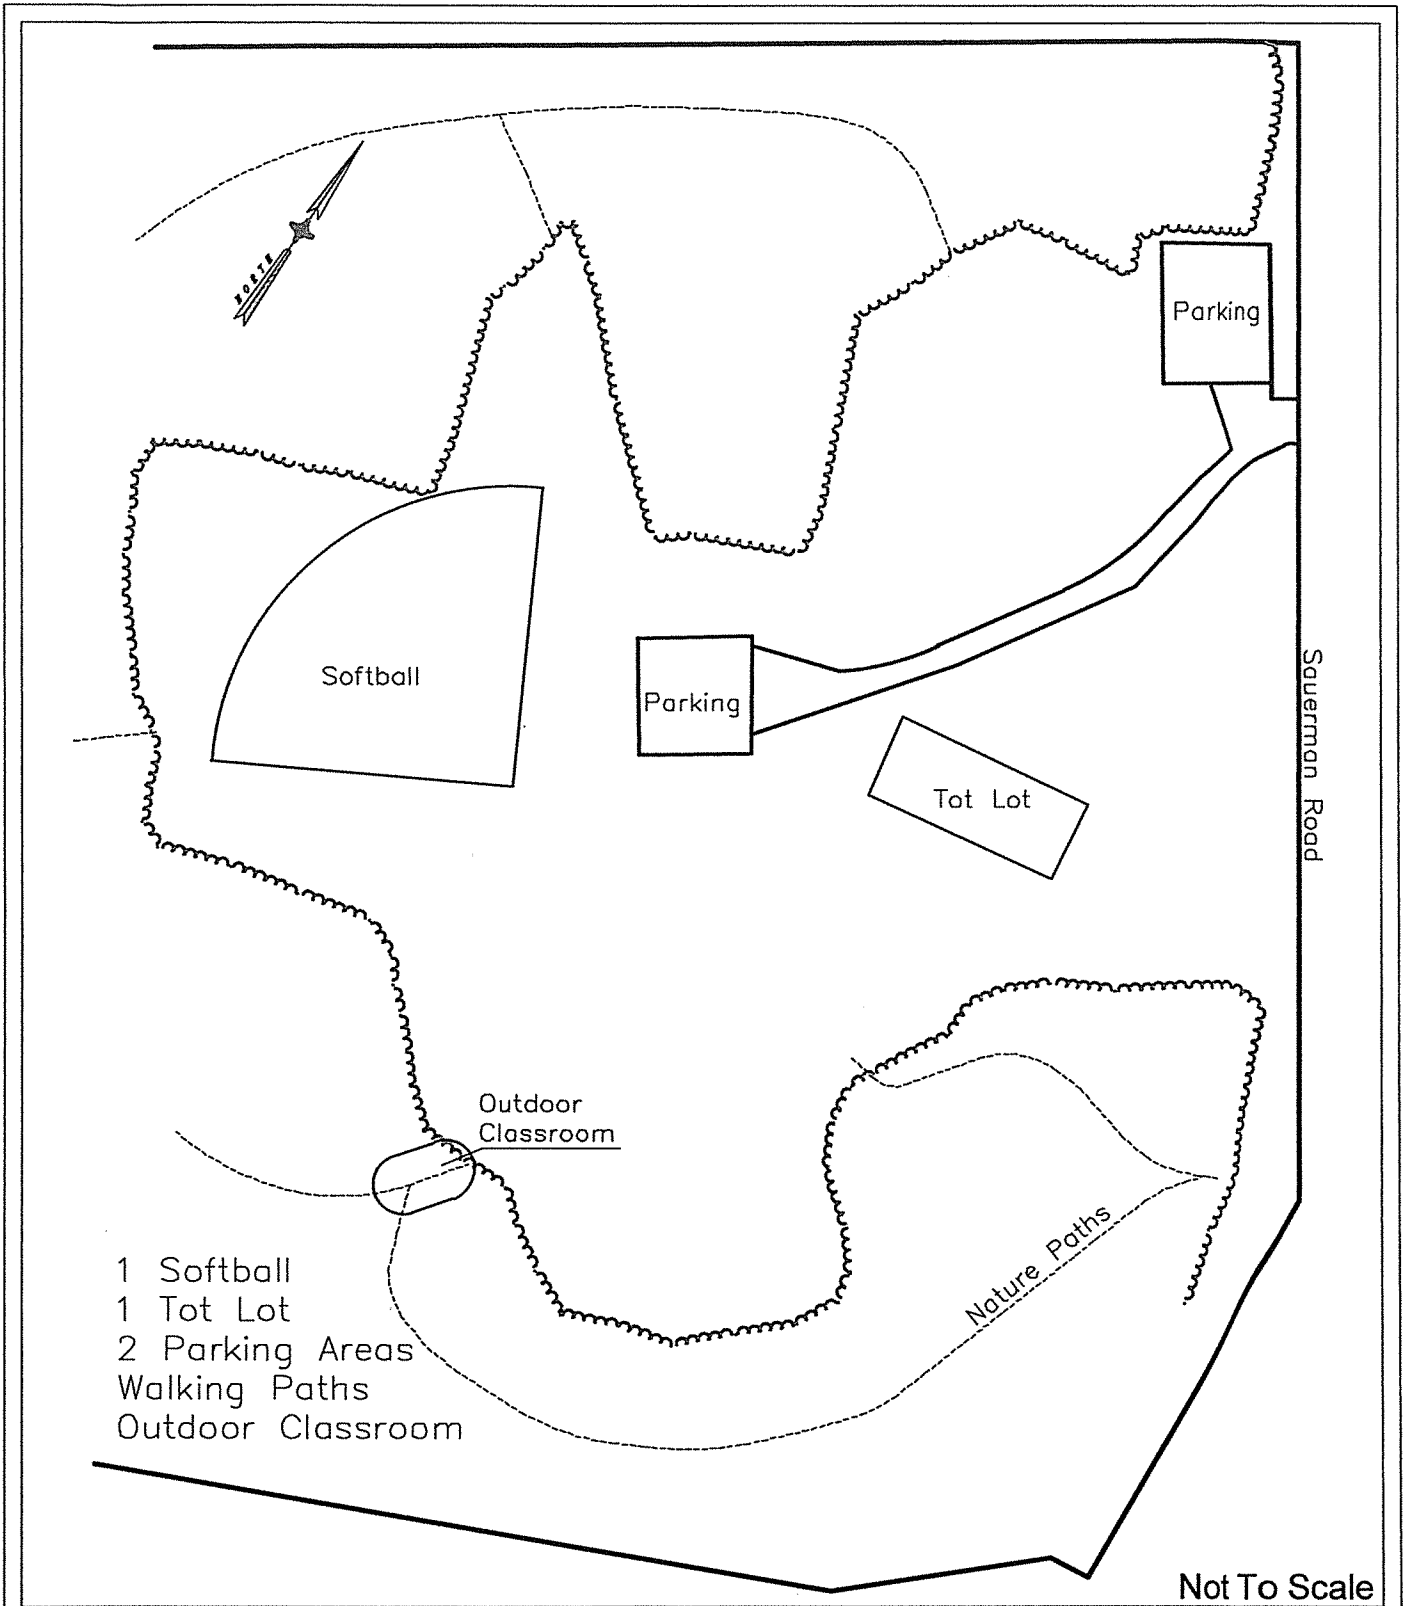 NORTH
Parking
Softball
Parking
Sauerman Road
Tot Lot
Outdoor
Classroom
Nature Paths
1 Softball
1 Tot Lot
2 Parking Areas
Walking Paths
Outdoor Classroom
Not To Scale